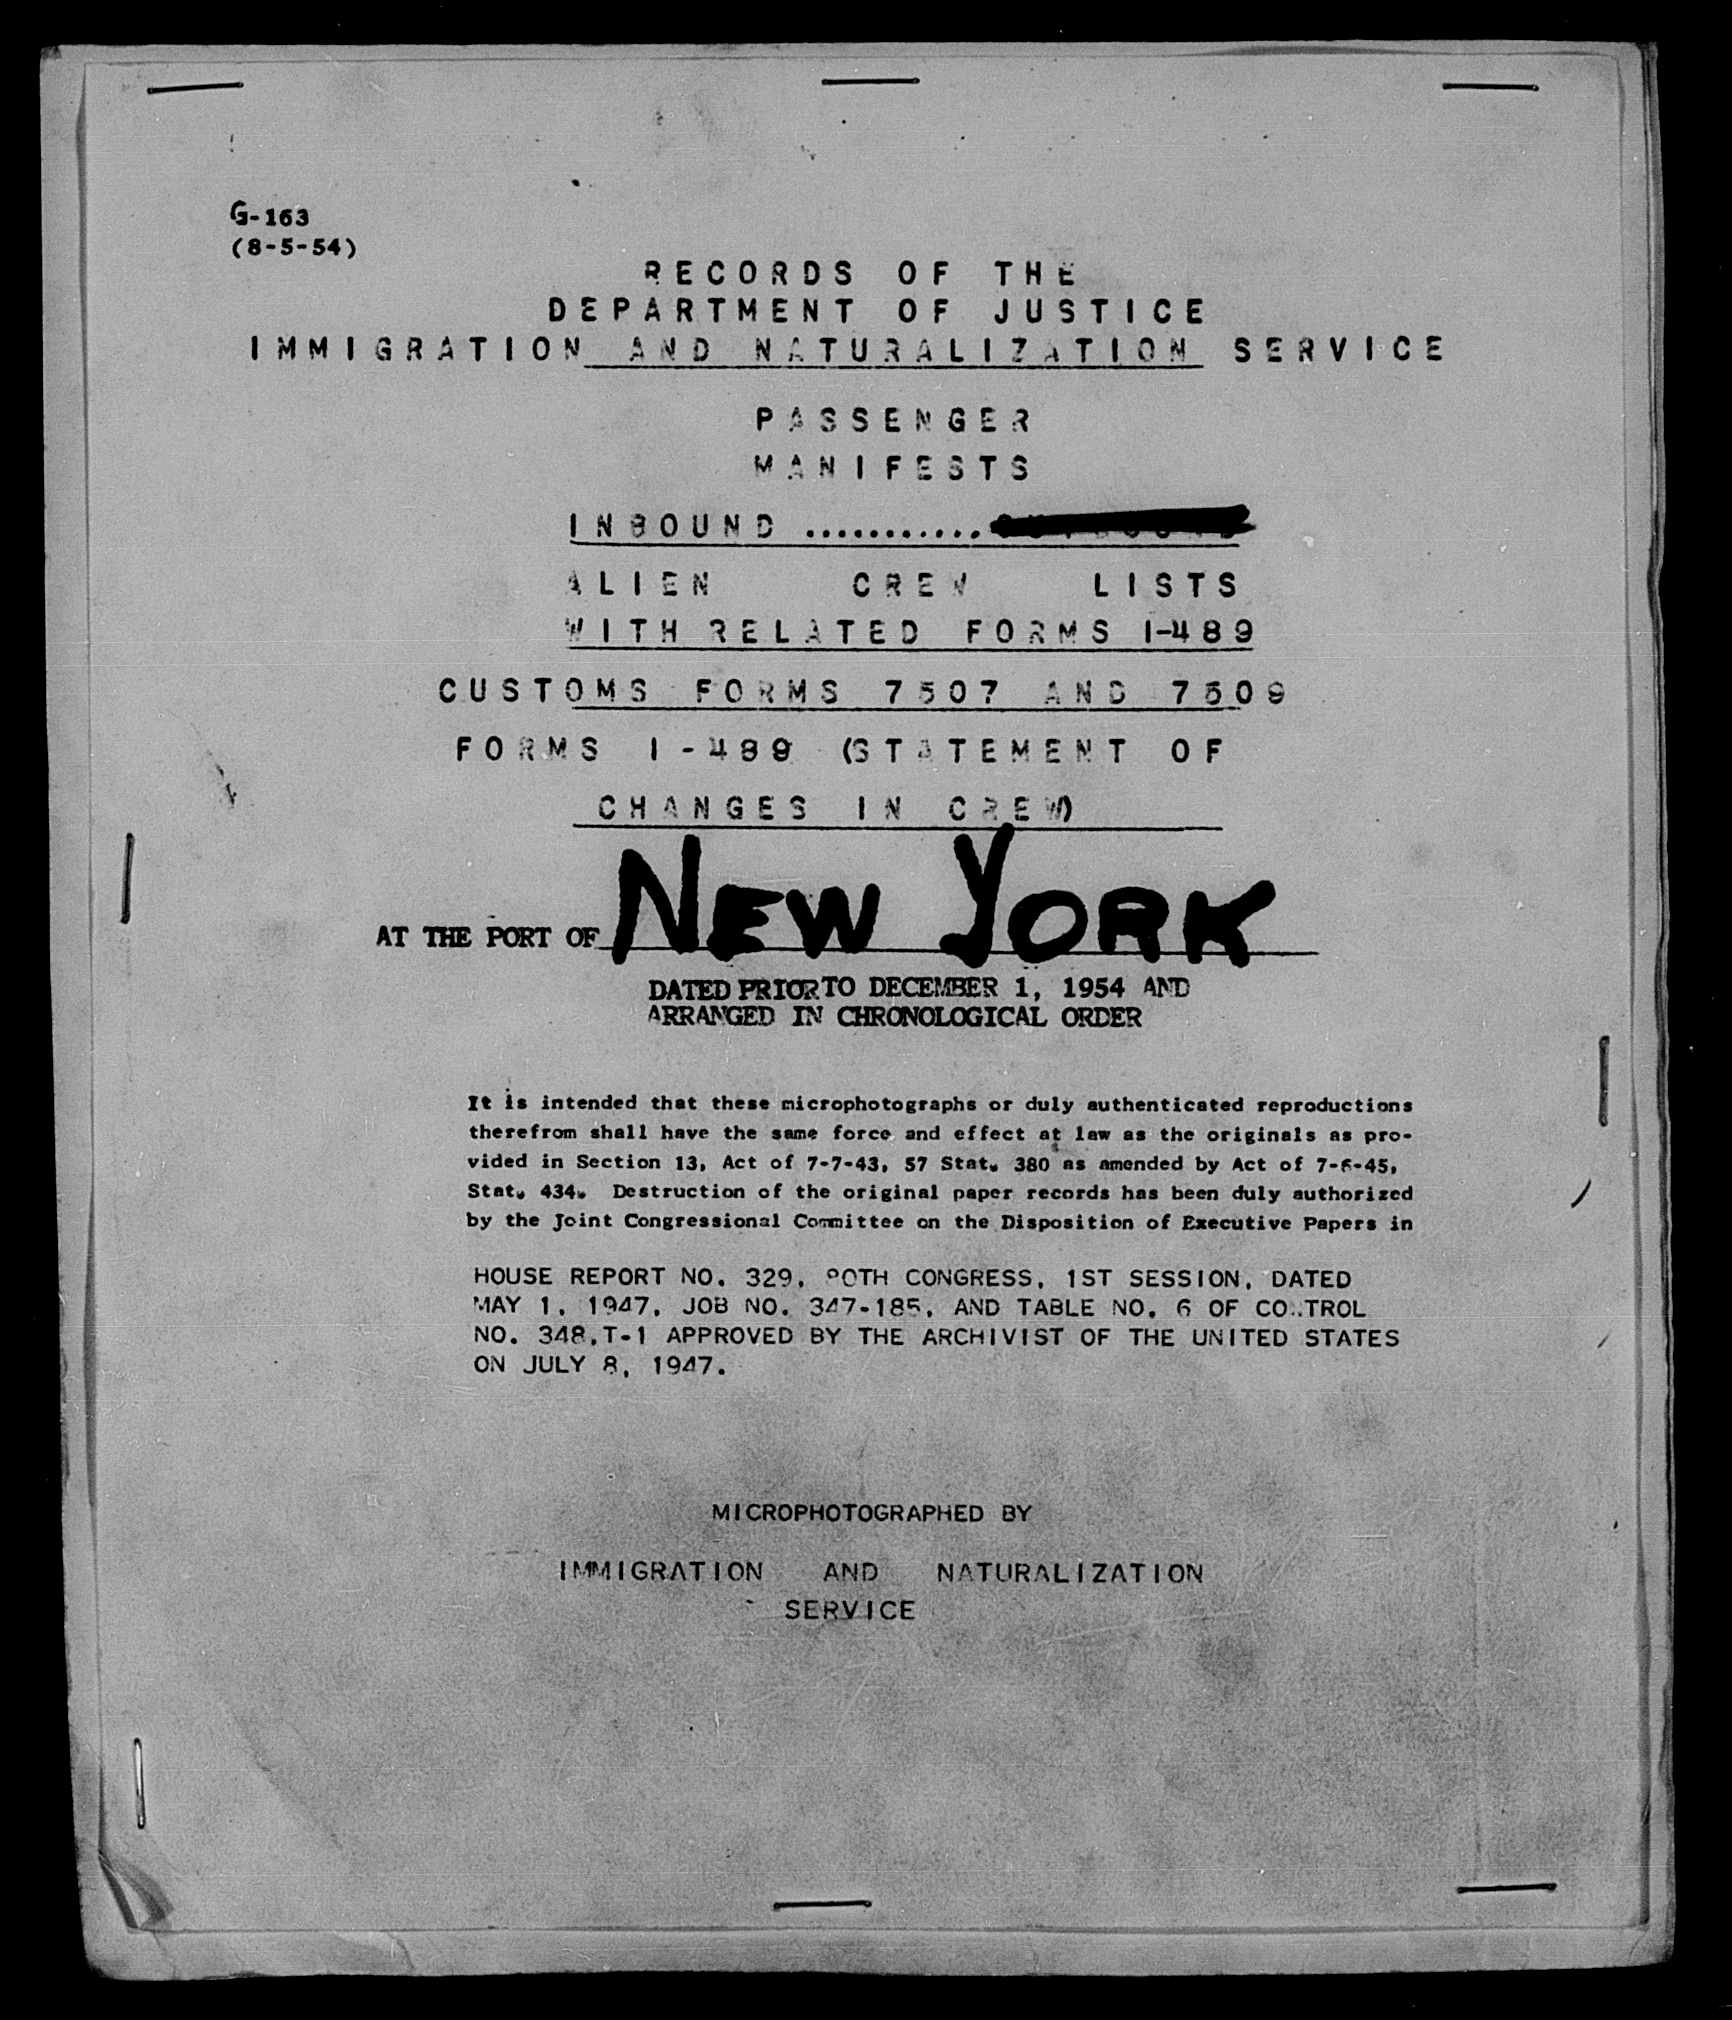 G-163
(8-5-54)
RECORDS OF THE
DEPARTMENT OF JUSTICE
IMMIGRATION AND NATURALIZATION SERVICE
PASSENGER
MANIFESTS
INBOUND ...........
ALIEN CREW LISTS
WITH RELATED FORMS I-489
CUSTOMS FORMS 7507 AND 7509
FORMS I-489 (STATEMENT OF
CHANGES IN CREW)
AT THE PORT OF NEW YORK
DATED PRIOR TO DECEMBER 1, 1954 AND
ARRANGED IN CHRONOLOGICAL ORDER
It is intended that these microphotographs or duly authenticated reproductions
therefrom shall have the same force and effect at law as the originals as pro-
vided in Section 13, Act of 7-7-43, 57 Stat. 380 as amended by Act of 7-6-45,
Stat. 434. Destruction of the original paper records has been duly authorized
by the Joint Congressional Committee on the Disposition of Executive Papers in
HOUSE REPORT NO. 329, 80TH CONGRESS, 1ST SESSION, DATED
MAY 1, 1947, JOB NO. 347-185, AND TABLE NO. 6 OF CONTROL
NO. 348,T-1 APPROVED BY THE ARCHIVIST OF THE UNITED STATES
ON JULY 8, 1947.
MICROPHOTOGRAPHED BY
IMMIGRATION AND NATURALIZATION
SERVICE